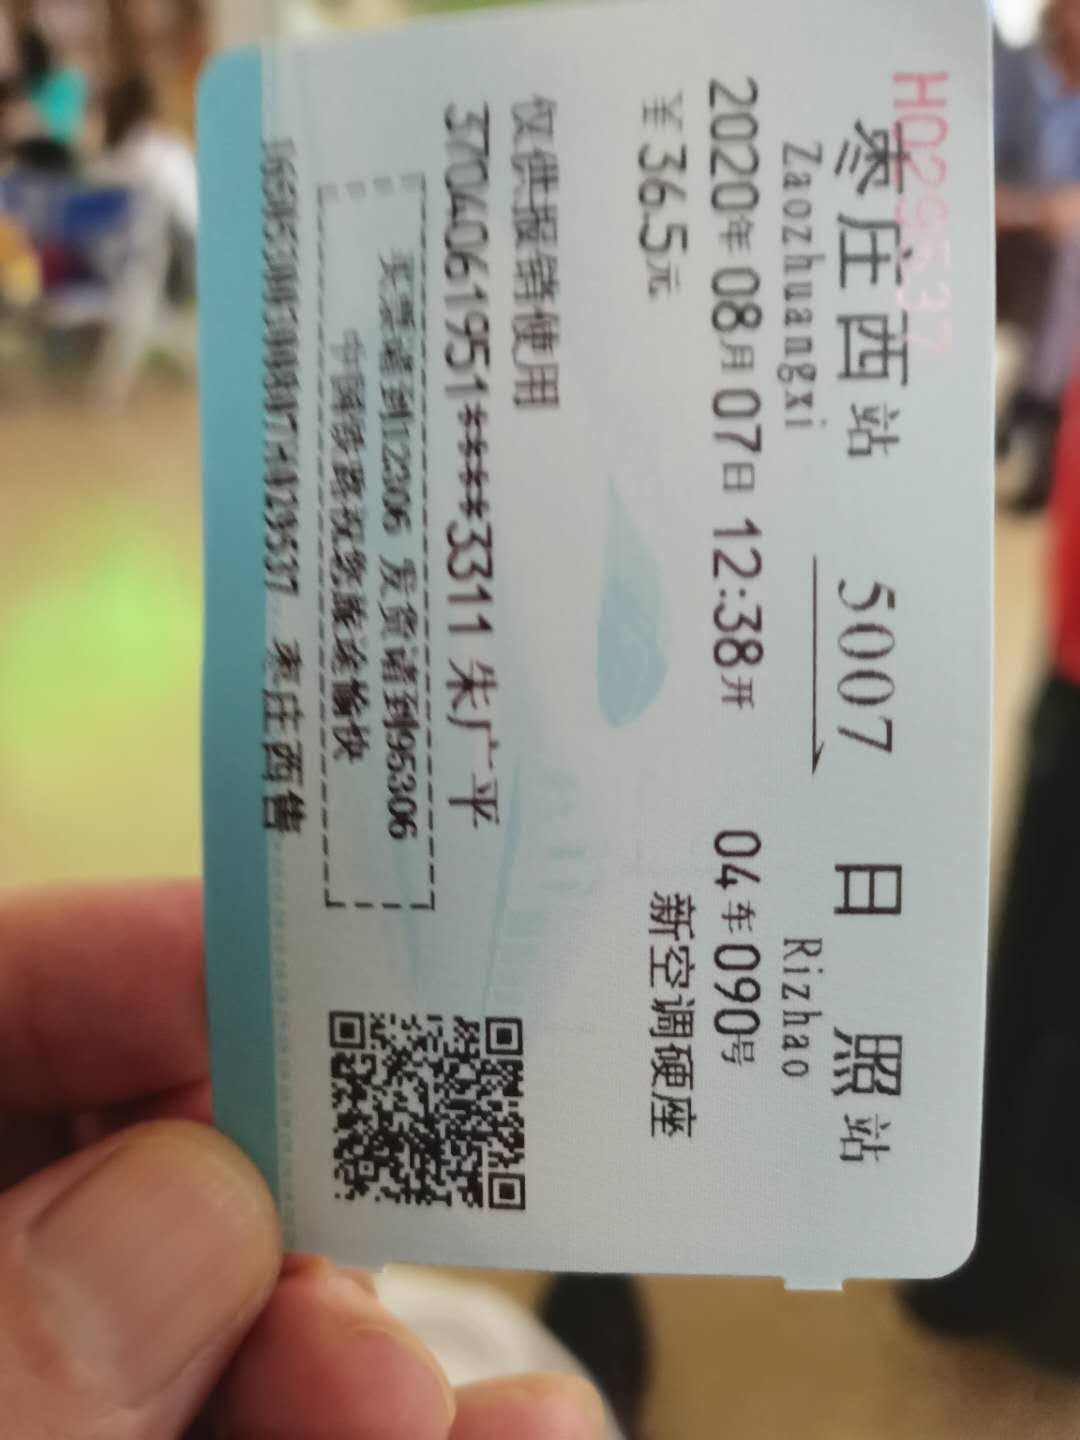 H0295537
枣庄西站 5007 日照站
Zaozhuangxi Rizhao
2020年08月07日12:38开 04车090号
￥36.5元 新空调硬座
仅供报销使用
3704061951****3311 朱广平
买票请到12306 发货请到95306
中国铁路祝您旅途愉快
枣庄西售